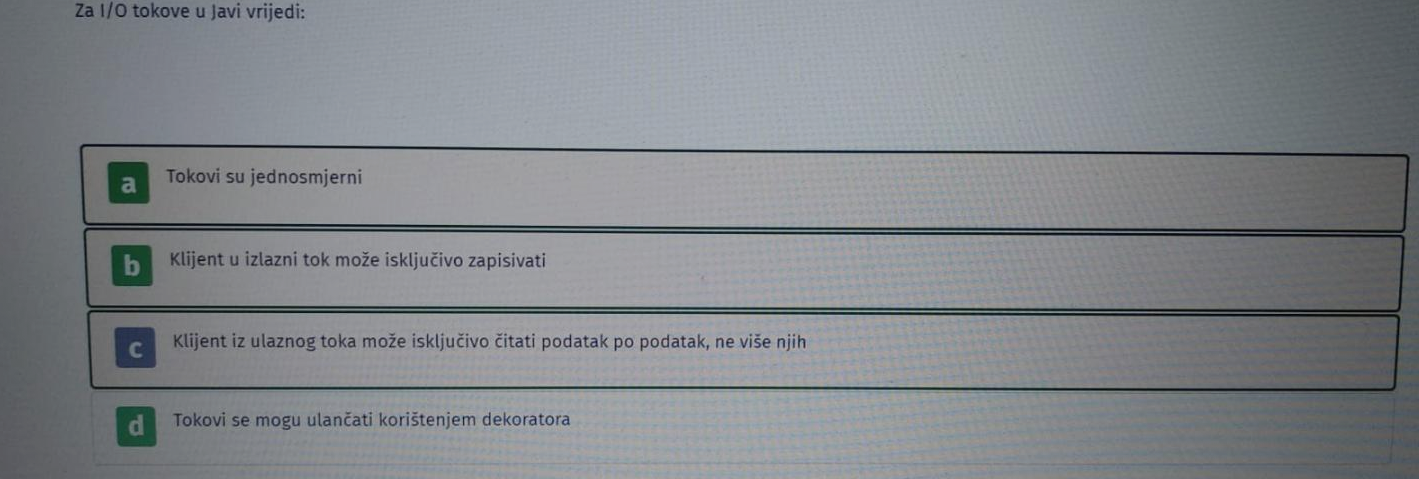 Za I/O tokove u Javi vrijedi:
a Tokovi su jednosmjerni
b Klijent u izlazni tok može isključivo zapisivati
c Klijent iz ulaznog toka može isključivo čitati podatak po podatak, ne više njih
d Tokovi se mogu ulančati korištenjem dekoratora